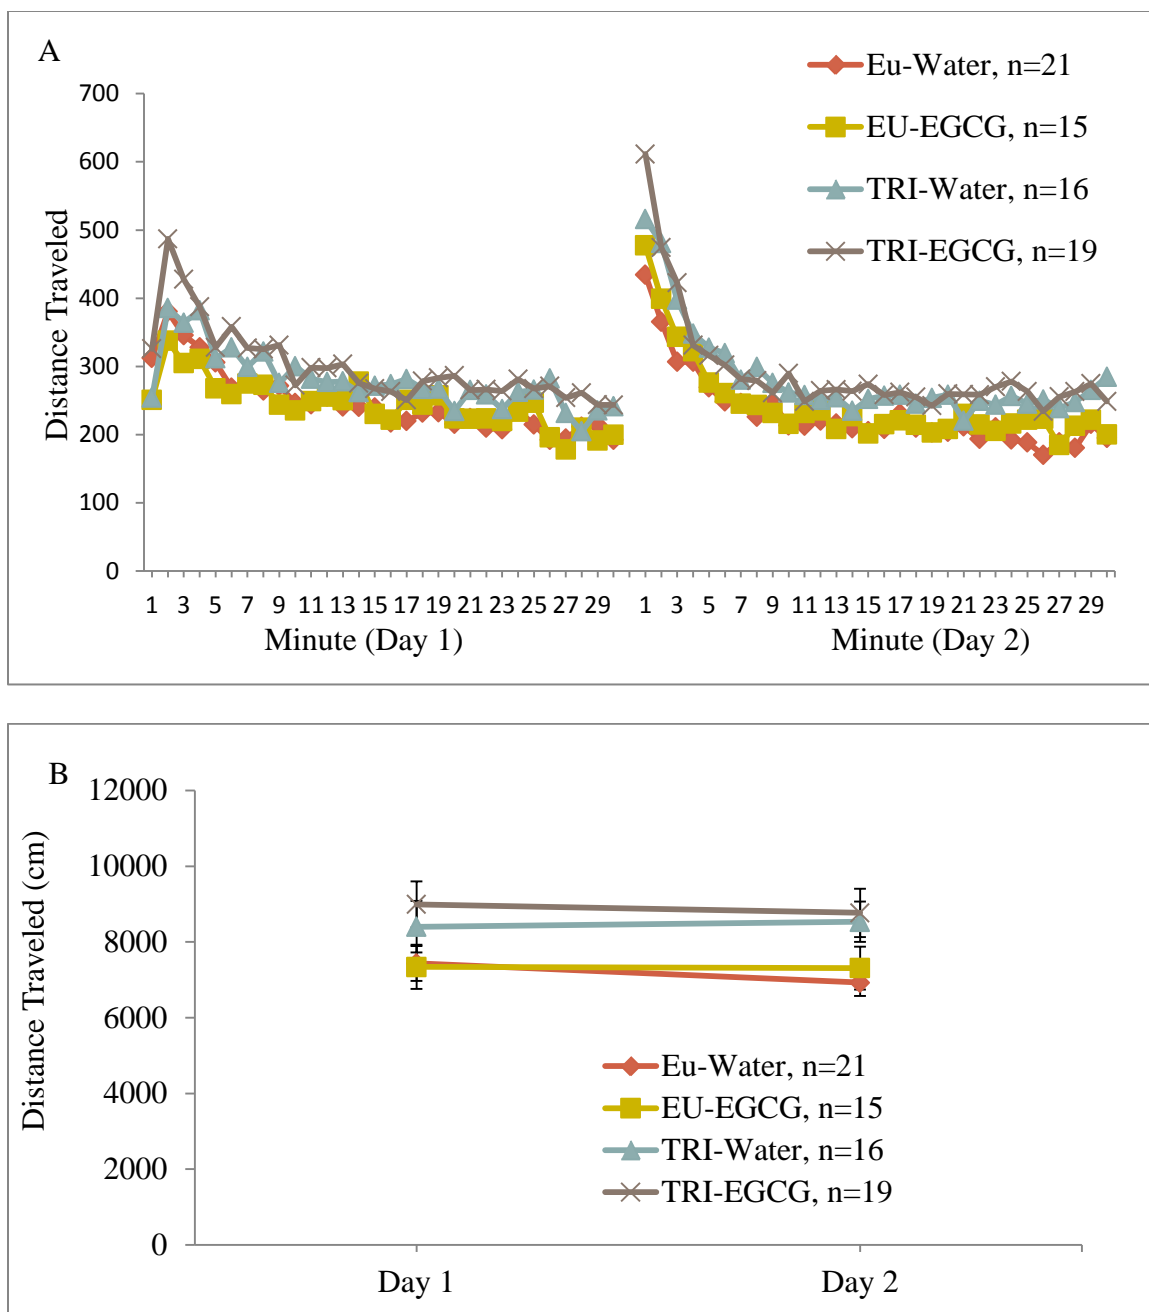 A
Eu-Water, n=21
EU-EGCG, n=15
TRI-Water, n=16
TRI-EGCG, n=19
Distance Traveled
700
600
500
400
300
200
100
0
1 3 5 7 9 11 13 15 17 19 21 23 25 27 29 1 3 5 7 9 11 13 15 17 19 21 23 25 27 29
Minute (Day 1) Minute (Day 2)
B
Distance Traveled (cm)
12000
10000
8000
6000
4000
2000
0
Eu-Water, n=21
EU-EGCG, n=15
TRI-Water, n=16
TRI-EGCG, n=19
Day 1 Day 2